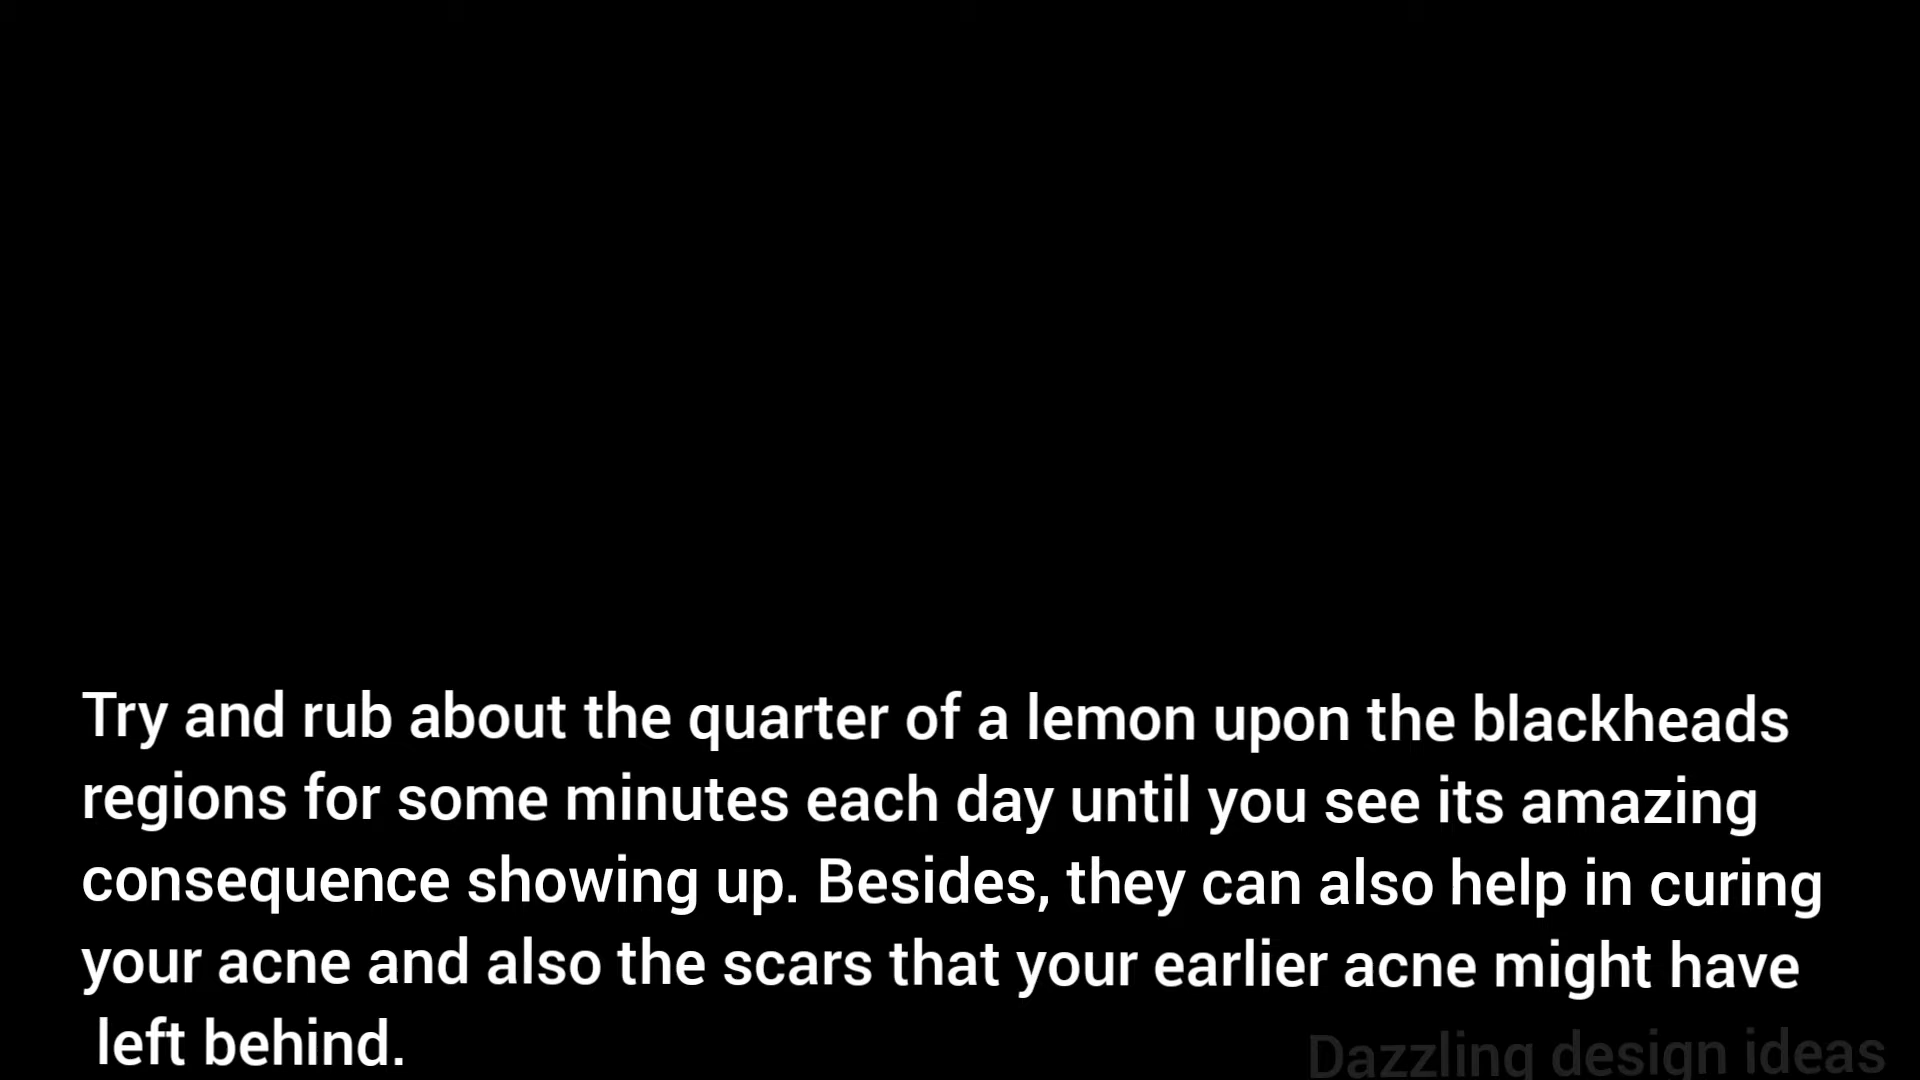 Try and rub about the quarter of a lemon upon the blackheads
regions for some minutes each day until you see its amazing
consequence showing up. Besides, they can also help in curing
your acne and also the scars that your earlier acne might have
left behind.
Dazzling design ideas